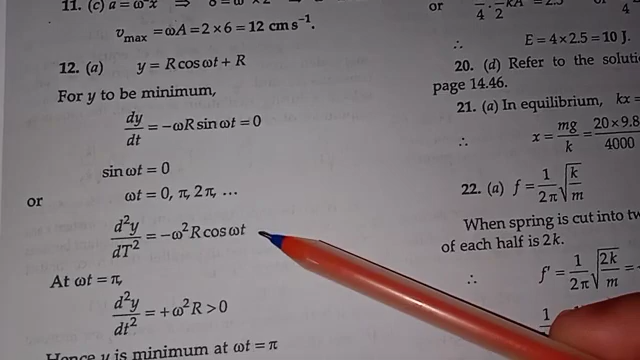 11. (c) a = ω²x ⇒ 8 = ω² × 2
v_max = ωA = 2 × 6 = 12 cm s⁻¹.
12. (a) y = R cos ωt + R
For y to be minimum,
dy/dt = −ωR sin ωt = 0
sin ωt = 0
or ωt = 0, π, 2π, ...
d²y/dT² = −ω²R cos ωt
At ωt = π,
d²y/dt² = +ω²R > 0
Hence y is minimum at ωt = π
or
∴ E = 4 × 2.5 = 10 J.
20. (d) Refer to the
page 14.46.
21. (a) In equilibrium, kx =
∴ x = mg/k = 20 × 9.8/4000
22. (a) f = 1/2π √k/m
When spring is cut into
of each half is 2k.
∴ f' = 1/2π √2k/m =